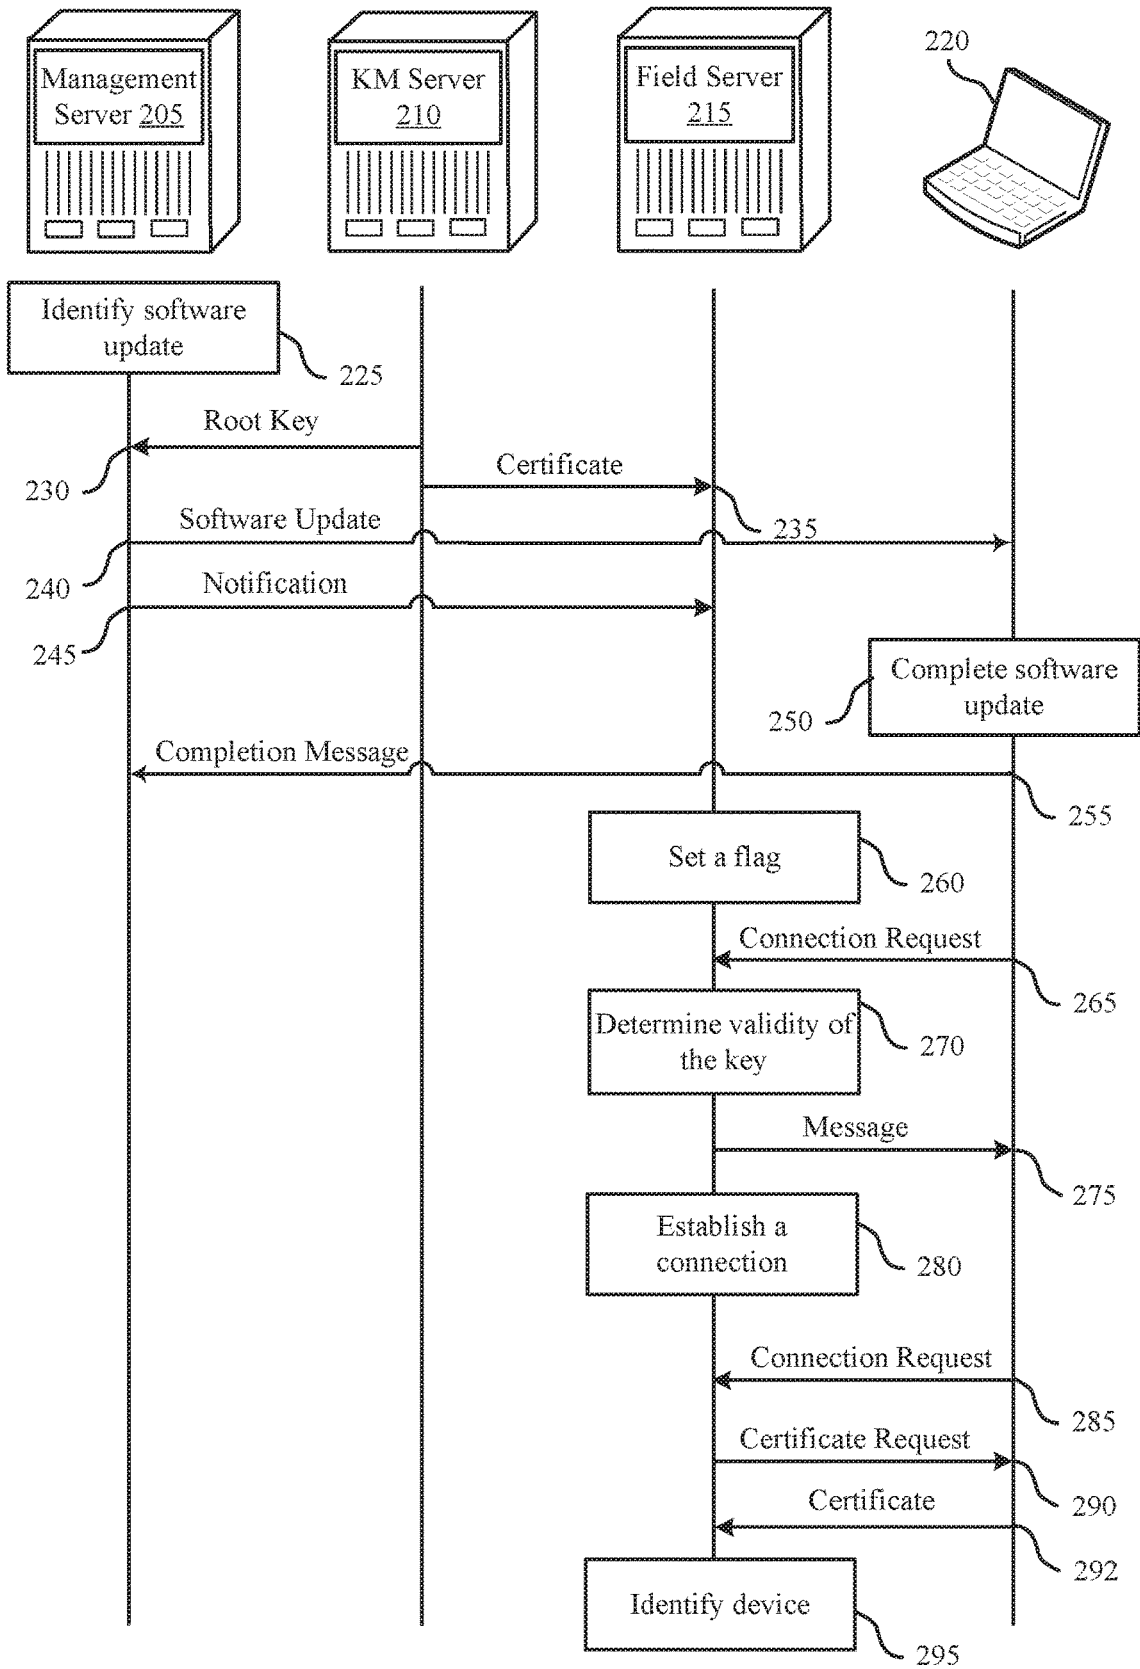 Management
Server 205
KM Server
210
Field Server
215
220
Identify software
update
225
Root Key
230
Certificate
235
Software Update
240
Notification
245
Complete software
update
250
Completion Message
255
Set a flag
260
Connection Request
265
Determine validity of
the key
270
Message
275
Establish a
connection
280
Connection Request
285
Certificate Request
290
Certificate
292
Identify device
295